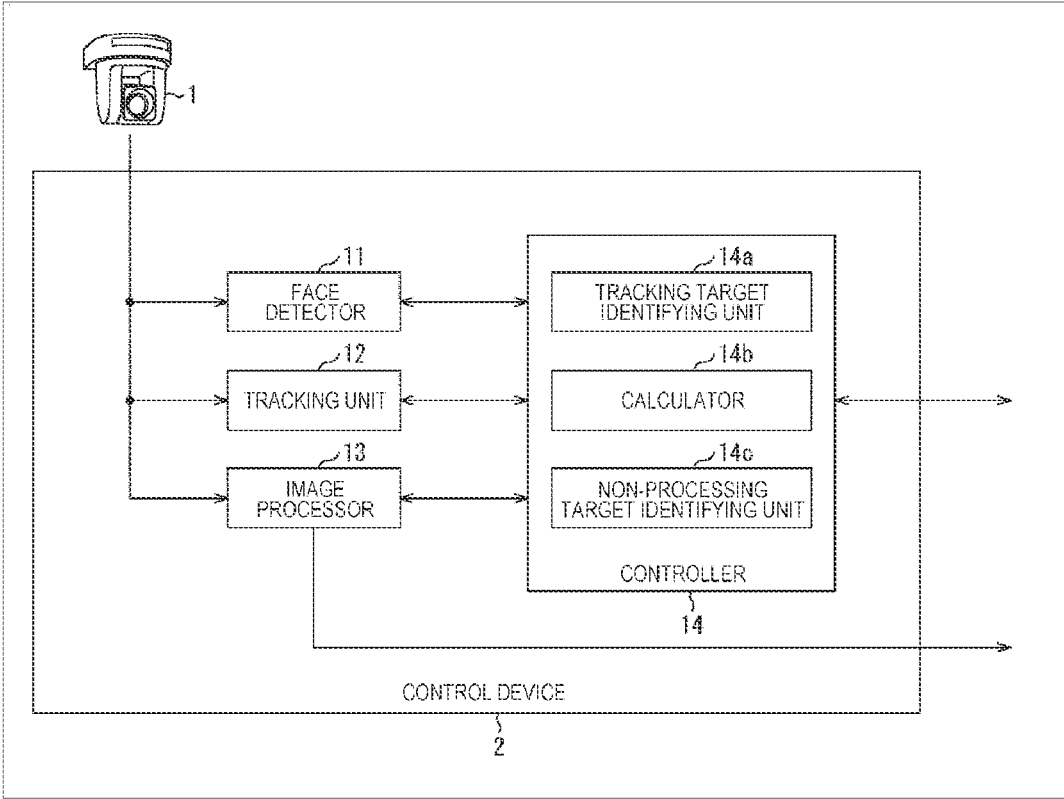 1
11
FACE
DETECTOR
12
TRACKING UNIT
13
IMAGE
PROCESSOR
14a
TRACKING TARGET
IDENTIFYING UNIT
14b
CALCULATOR
14c
NON-PROCESSING
TARGET IDENTIFYING UNIT
CONTROLLER
14
CONTROL DEVICE
2